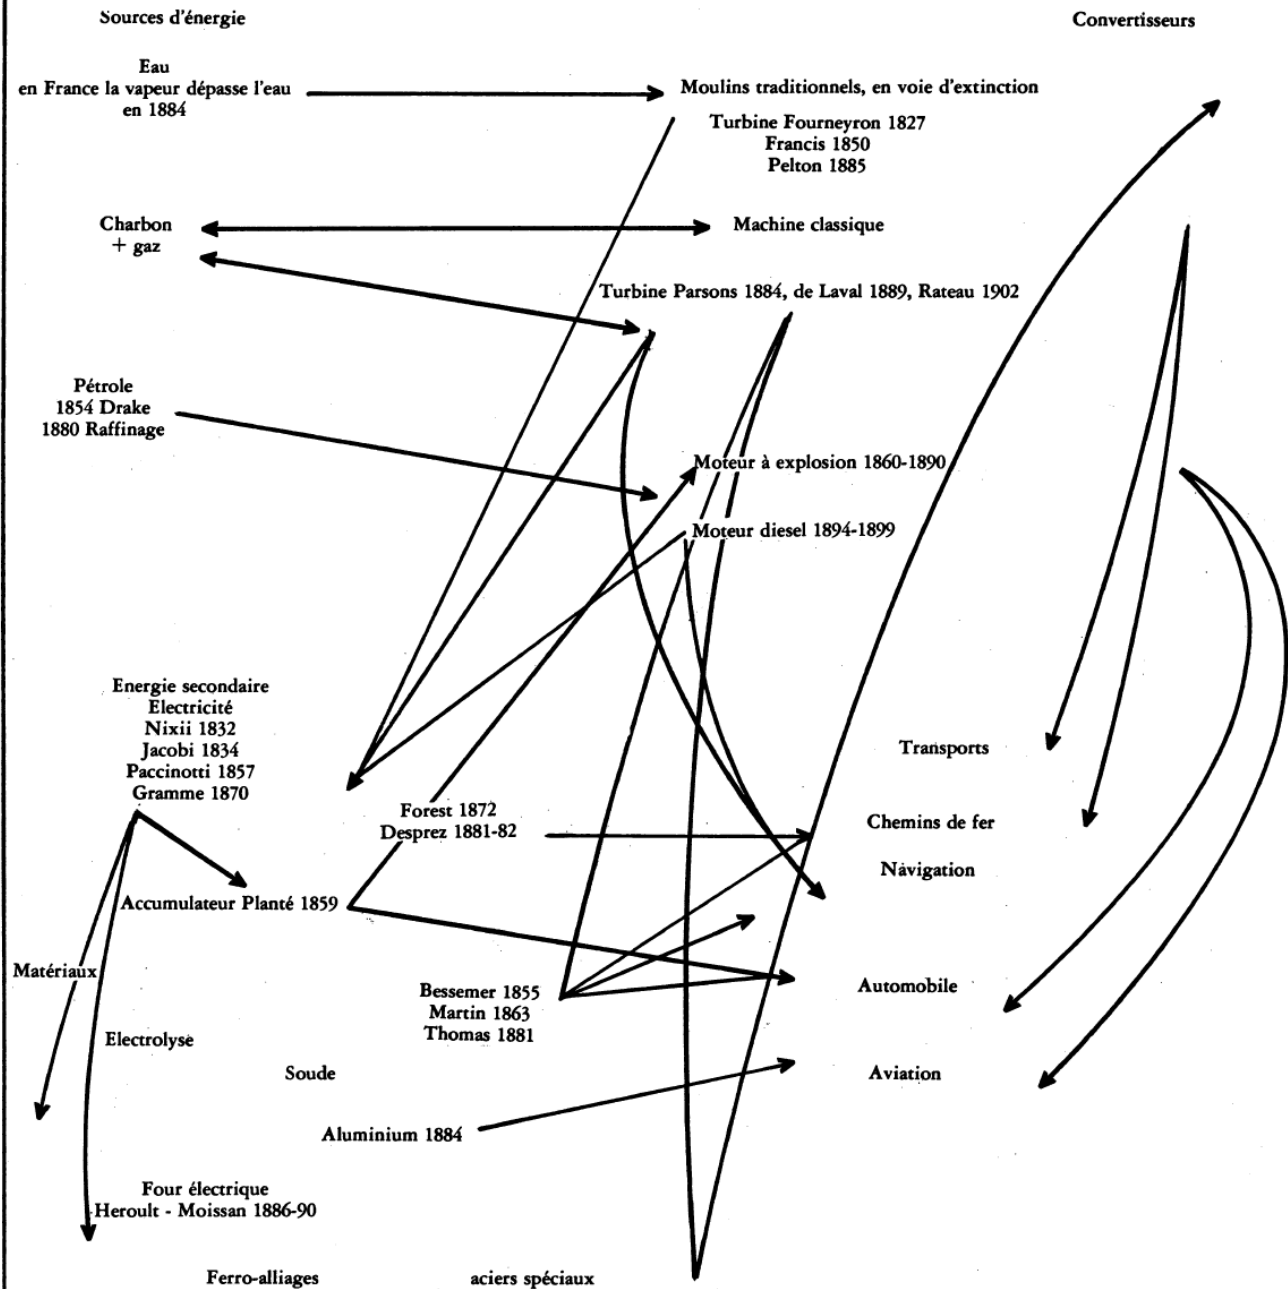 Sources d'énergie
Convertisseurs
Eau
en France la vapeur dépasse l'eau
en 1884
Moulins traditionnels, en voie d'extinction
Turbine Fourneyron 1827
Francis 1850
Pelton 1885
Charbon
+ gaz
Machine classique
Turbine Parsons 1884, de Laval 1889, Rateau 1902
Pétrole
1854 Drake
1880 Raffinage
Moteur à explosion 1860-1890
Moteur diesel 1894-1899
Energie secondaire
Electricité
Nixii 1832
Jacobi 1834
Paccinotti 1857
Gramme 1870
Transports
Forest 1872
Desprez 1881-82
Chemins de fer
Navigation
Accumulateur Planté 1859
Matériaux
Bessemer 1855
Martin 1863
Thomas 1881
Automobile
Electrolyse
Soude
Aviation
Aluminium 1884
Four électrique
Heroult - Moissan 1886-90
Ferro-alliages
aciers spéciaux